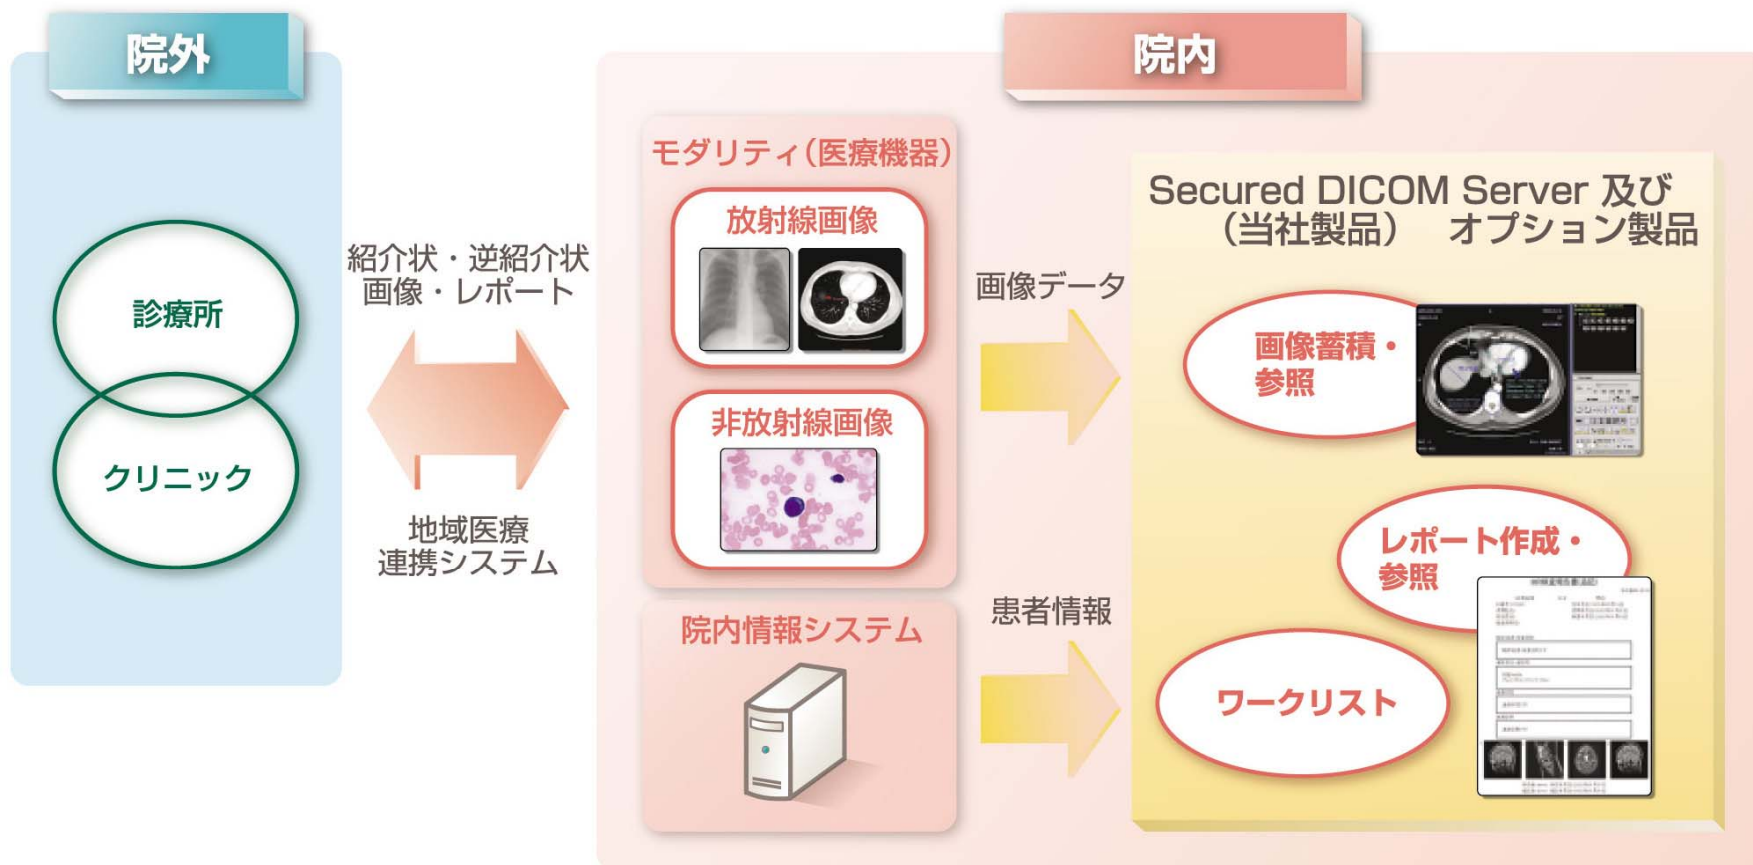 院外
診療所
クリニック
紹介状・逆紹介状
画像・レポート
地域医療
連携システム
院内
モダリティ(医療機器)
放射線画像
非放射線画像
院内情報システム
画像データ
患者情報
Secured DICOM Server 及び
(当社製品) オプション製品
画像蓄積・
参照
レポート作成・
参照
ワークリスト